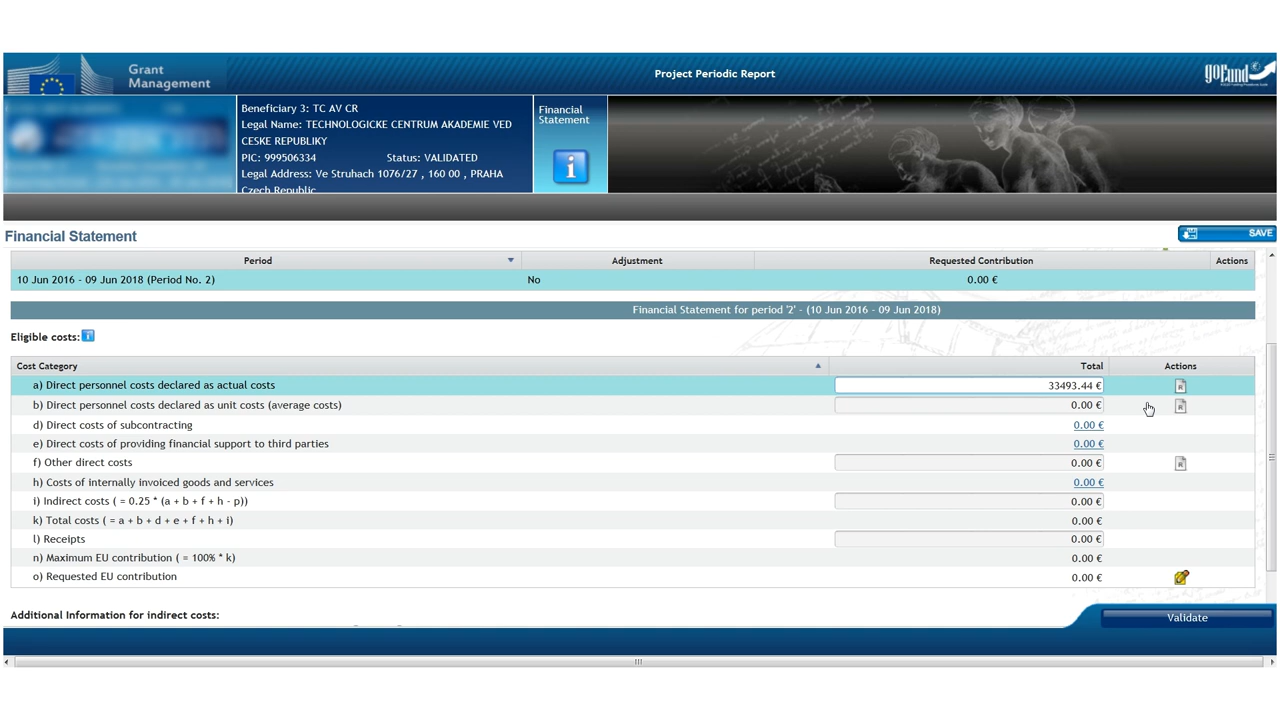 Grant
Management
Project Periodic Report
goFund
Beneficiary 3: TC AV CR
Legal Name: TECHNOLOGICKE CENTRUM AKADEMIE VED
CESKE REPUBLIKY
PIC: 999506334 Status: VALIDATED
Legal Address: Ve Struhach 1076/27 , 160 00 , PRAHA
Czech Republic
Financial
Statement
Financial Statement
SAVE
Period Adjustment Requested Contribution Actions
10 Jun 2016 - 09 Jun 2018 (Period No. 2) No 0.00 €
Financial Statement for period '2' - (10 Jun 2016 - 09 Jun 2018)
Eligible costs:
Cost Category Total Actions
a) Direct personnel costs declared as actual costs 33493.44 €
b) Direct personnel costs declared as unit costs (average costs) 0.00 €
d) Direct costs of subcontracting 0.00 €
e) Direct costs of providing financial support to third parties 0.00 €
f) Other direct costs 0.00 €
h) Costs of internally invoiced goods and services 0.00 €
i) Indirect costs ( = 0.25 * (a + b + f + h - p)) 0.00 €
k) Total costs ( = a + b + d + e + f + h + i) 0.00 €
l) Receipts 0.00 €
n) Maximum EU contribution ( = 100% * k) 0.00 €
o) Requested EU contribution 0.00 €
Additional Information for indirect costs:
Validate